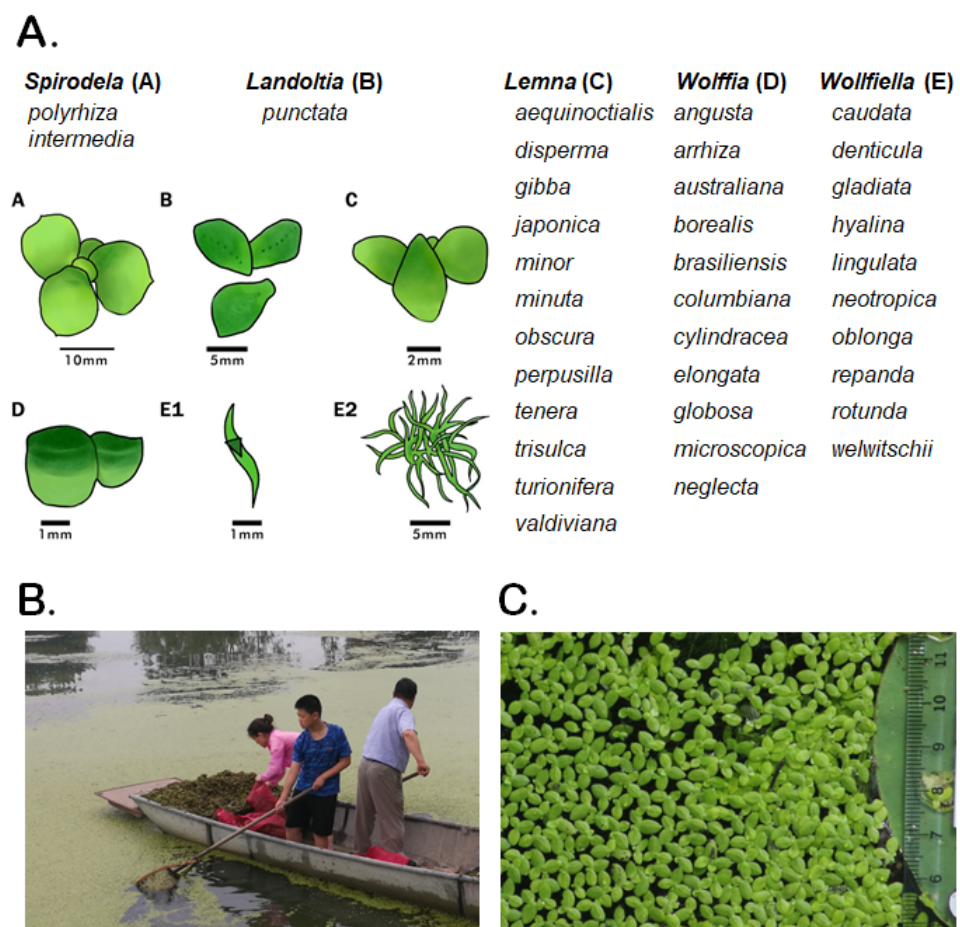 A.
Spirodela (A) Landoltia (B) Lemna (C) Wolffia (D) Wollfiella (E)
polyrhiza punctata aequinoctialis angusta caudata
intermedia
disperma arrhiza denticula
gibba australiana gladiata
japonica borealis hyalina
minor brasiliensis lingulata
minuta columbiana neotropica
obscura cylindracea oblonga
perpusilla elongata repanda
tenera globosa rotunda
trisulca microscopica welwitschii
turionifera neglecta
valdiviana
A B C
10mm 5mm 2mm
D E1 E2
1mm 1mm 5mm
B. C.
11
10
9
8
7
6